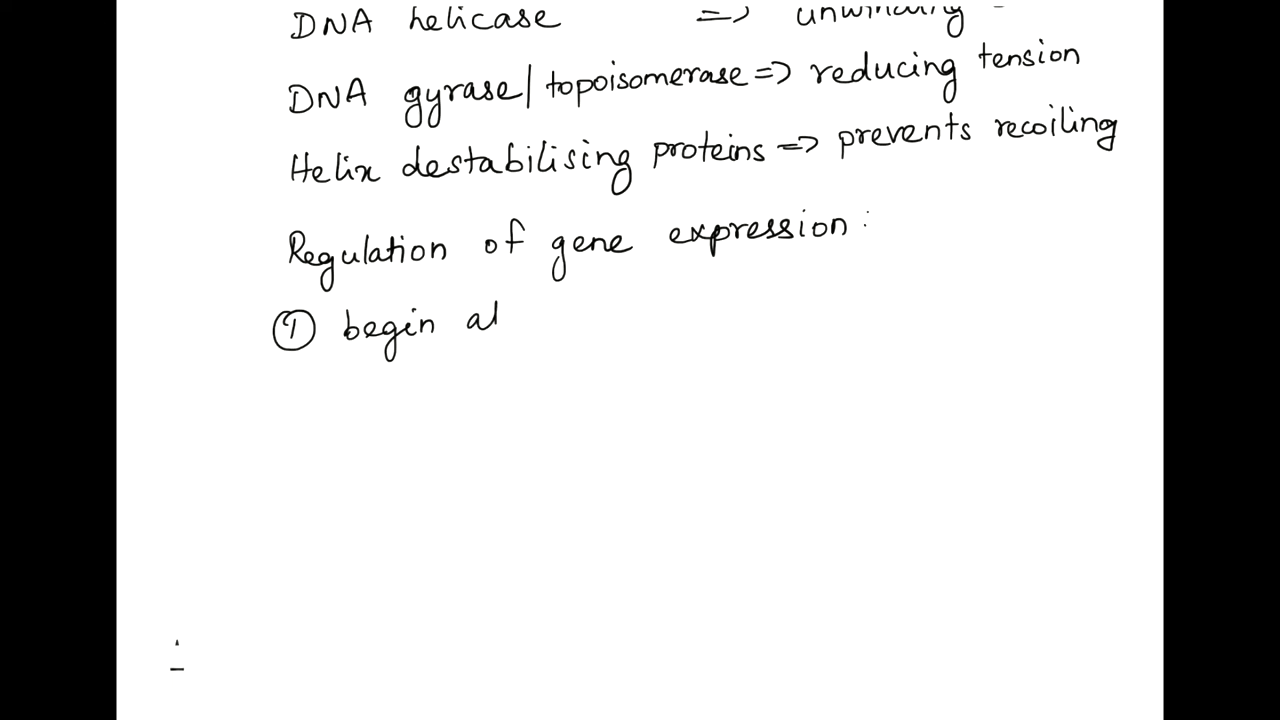 DNA helicase => unwinding
DNA gyrase/topoisomerase => reducing tension
Helix destabilising proteins => prevents recoiling
Regulation of gene expression:
① begin at